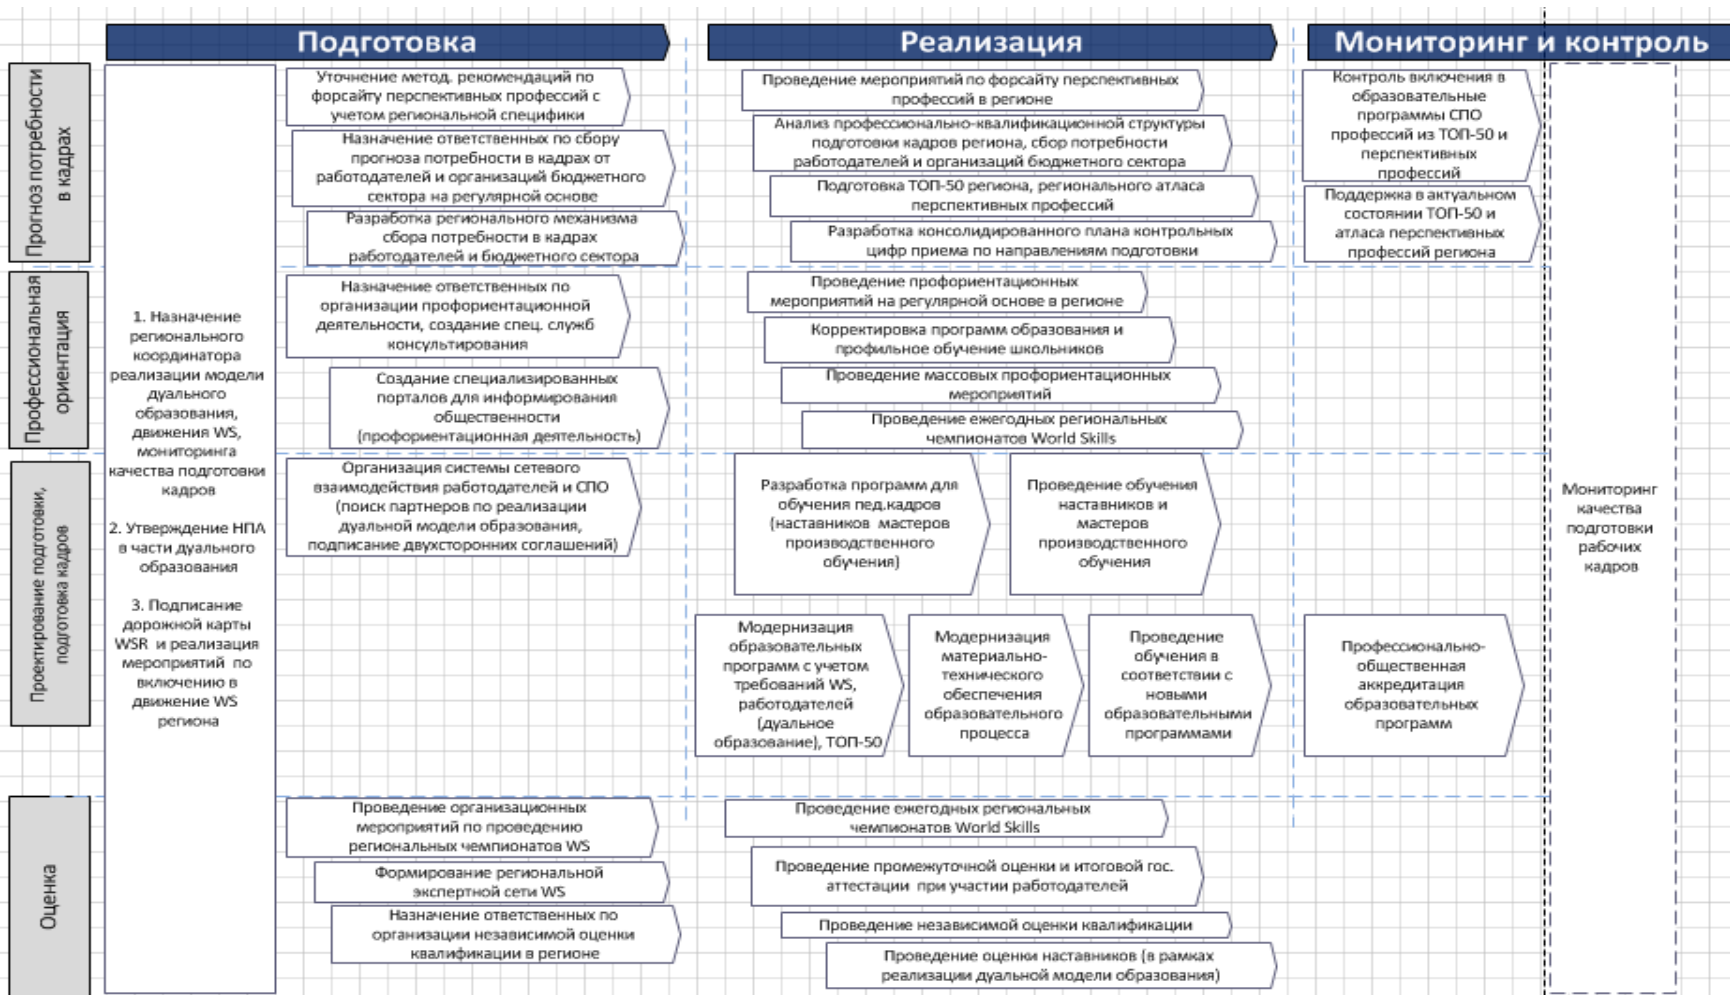 Подготовка
Реализация
Мониторинг и контроль
Прогноз потребности
в кадрах
Уточнение метод. рекомендаций по
форсайту перспективных профессий с
учетом региональной специфики
Назначение ответственных по сбору
прогноза потребности в кадрах от
работодателей и организаций бюджетного
сектора на регулярной основе
Разработка регионального механизма
сбора потребности в кадрах
работодателей и бюджетного сектора
Проведение мероприятий по форсайту перспективных
профессий в регионе
Анализ профессионально-квалификационной структуры
подготовки кадров региона, сбор потребности
работодателей и организаций бюджетного сектора
Подготовка ТОП-50 региона, регионального атласа
перспективных профессий
Разработка консолидированного плана контрольных
цифр приема по направлениям подготовки
Контроль включения в
образовательные
программы СПО
профессий из ТОП-50 и
перспективных
профессий
Поддержка в актуальном
состоянии ТОП-50 и
атласа перспективных
профессий региона
1. Назначение
регионального
координатора
реализации модели
дуального
образования,
движения WS,
мониторинга
качества подготовки
кадров
2. Утверждение НПА
в части дуального
образования
3. Подписание
дорожной карты
WSR и реализация
мероприятий по
включению в
движение WS
региона
Профессиональная
ориентация
Назначение ответственных по
организации профориентационной
деятельности, создание спец. служб
консультирования
Создание специализированных
порталов для информирования
общественности
(профориентационная деятельность)
Проведение профориентационных
мероприятий на регулярной основе в регионе
Корректировка программ образования и
профильное обучение школьников
Проведение массовых профориентационных
мероприятий
Проведение ежегодных региональных
чемпионатов World Skills
Проектирование подготовки,
подготовка кадров
Организация системы сетевого
взаимодействия работодателей и СПО
(поиск партнеров по реализации
дуальной модели образования,
подписание двухсторонних соглашений)
Разработка программ для
обучения пед.кадров
(наставников мастеров
производственного
обучения)
Проведение обучения
наставников и
мастеров
производственного
обучения
Модернизация
образовательных
программ с учетом
требований WS,
работодателей
(дуальное
образование), ТОП-50
Модернизация
материально-
технического
обеспечения
образовательного
процесса
Проведение
обучения в
соответствии с
новыми
образовательными
программами
Профессионально-
общественная
аккредитация
образовательных
программ
Мониторинг
качества
подготовки
рабочих
кадров
Оценка
Проведение организационных
мероприятий по проведению
региональных чемпионатов WS
Формирование региональной
экспертной сети WS
Назначение ответственных по
организации независимой оценки
квалификации в регионе
Проведение ежегодных региональных
чемпионатов World Skills
Проведение промежуточной оценки и итоговой гос.
аттестации при участии работодателей
Проведение независимой оценки квалификации
Проведение оценки наставников (в рамках
реализации дуальной модели образования)